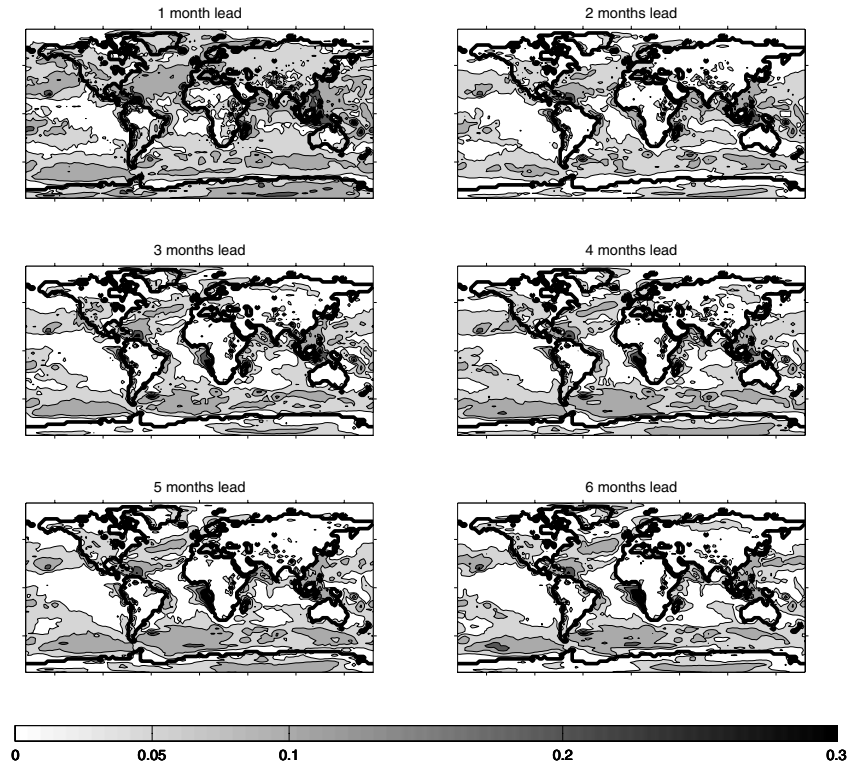 1 month lead
2 months lead
3 months lead
4 months lead
5 months lead
6 months lead
0 0.05 0.1 0.2 0.3